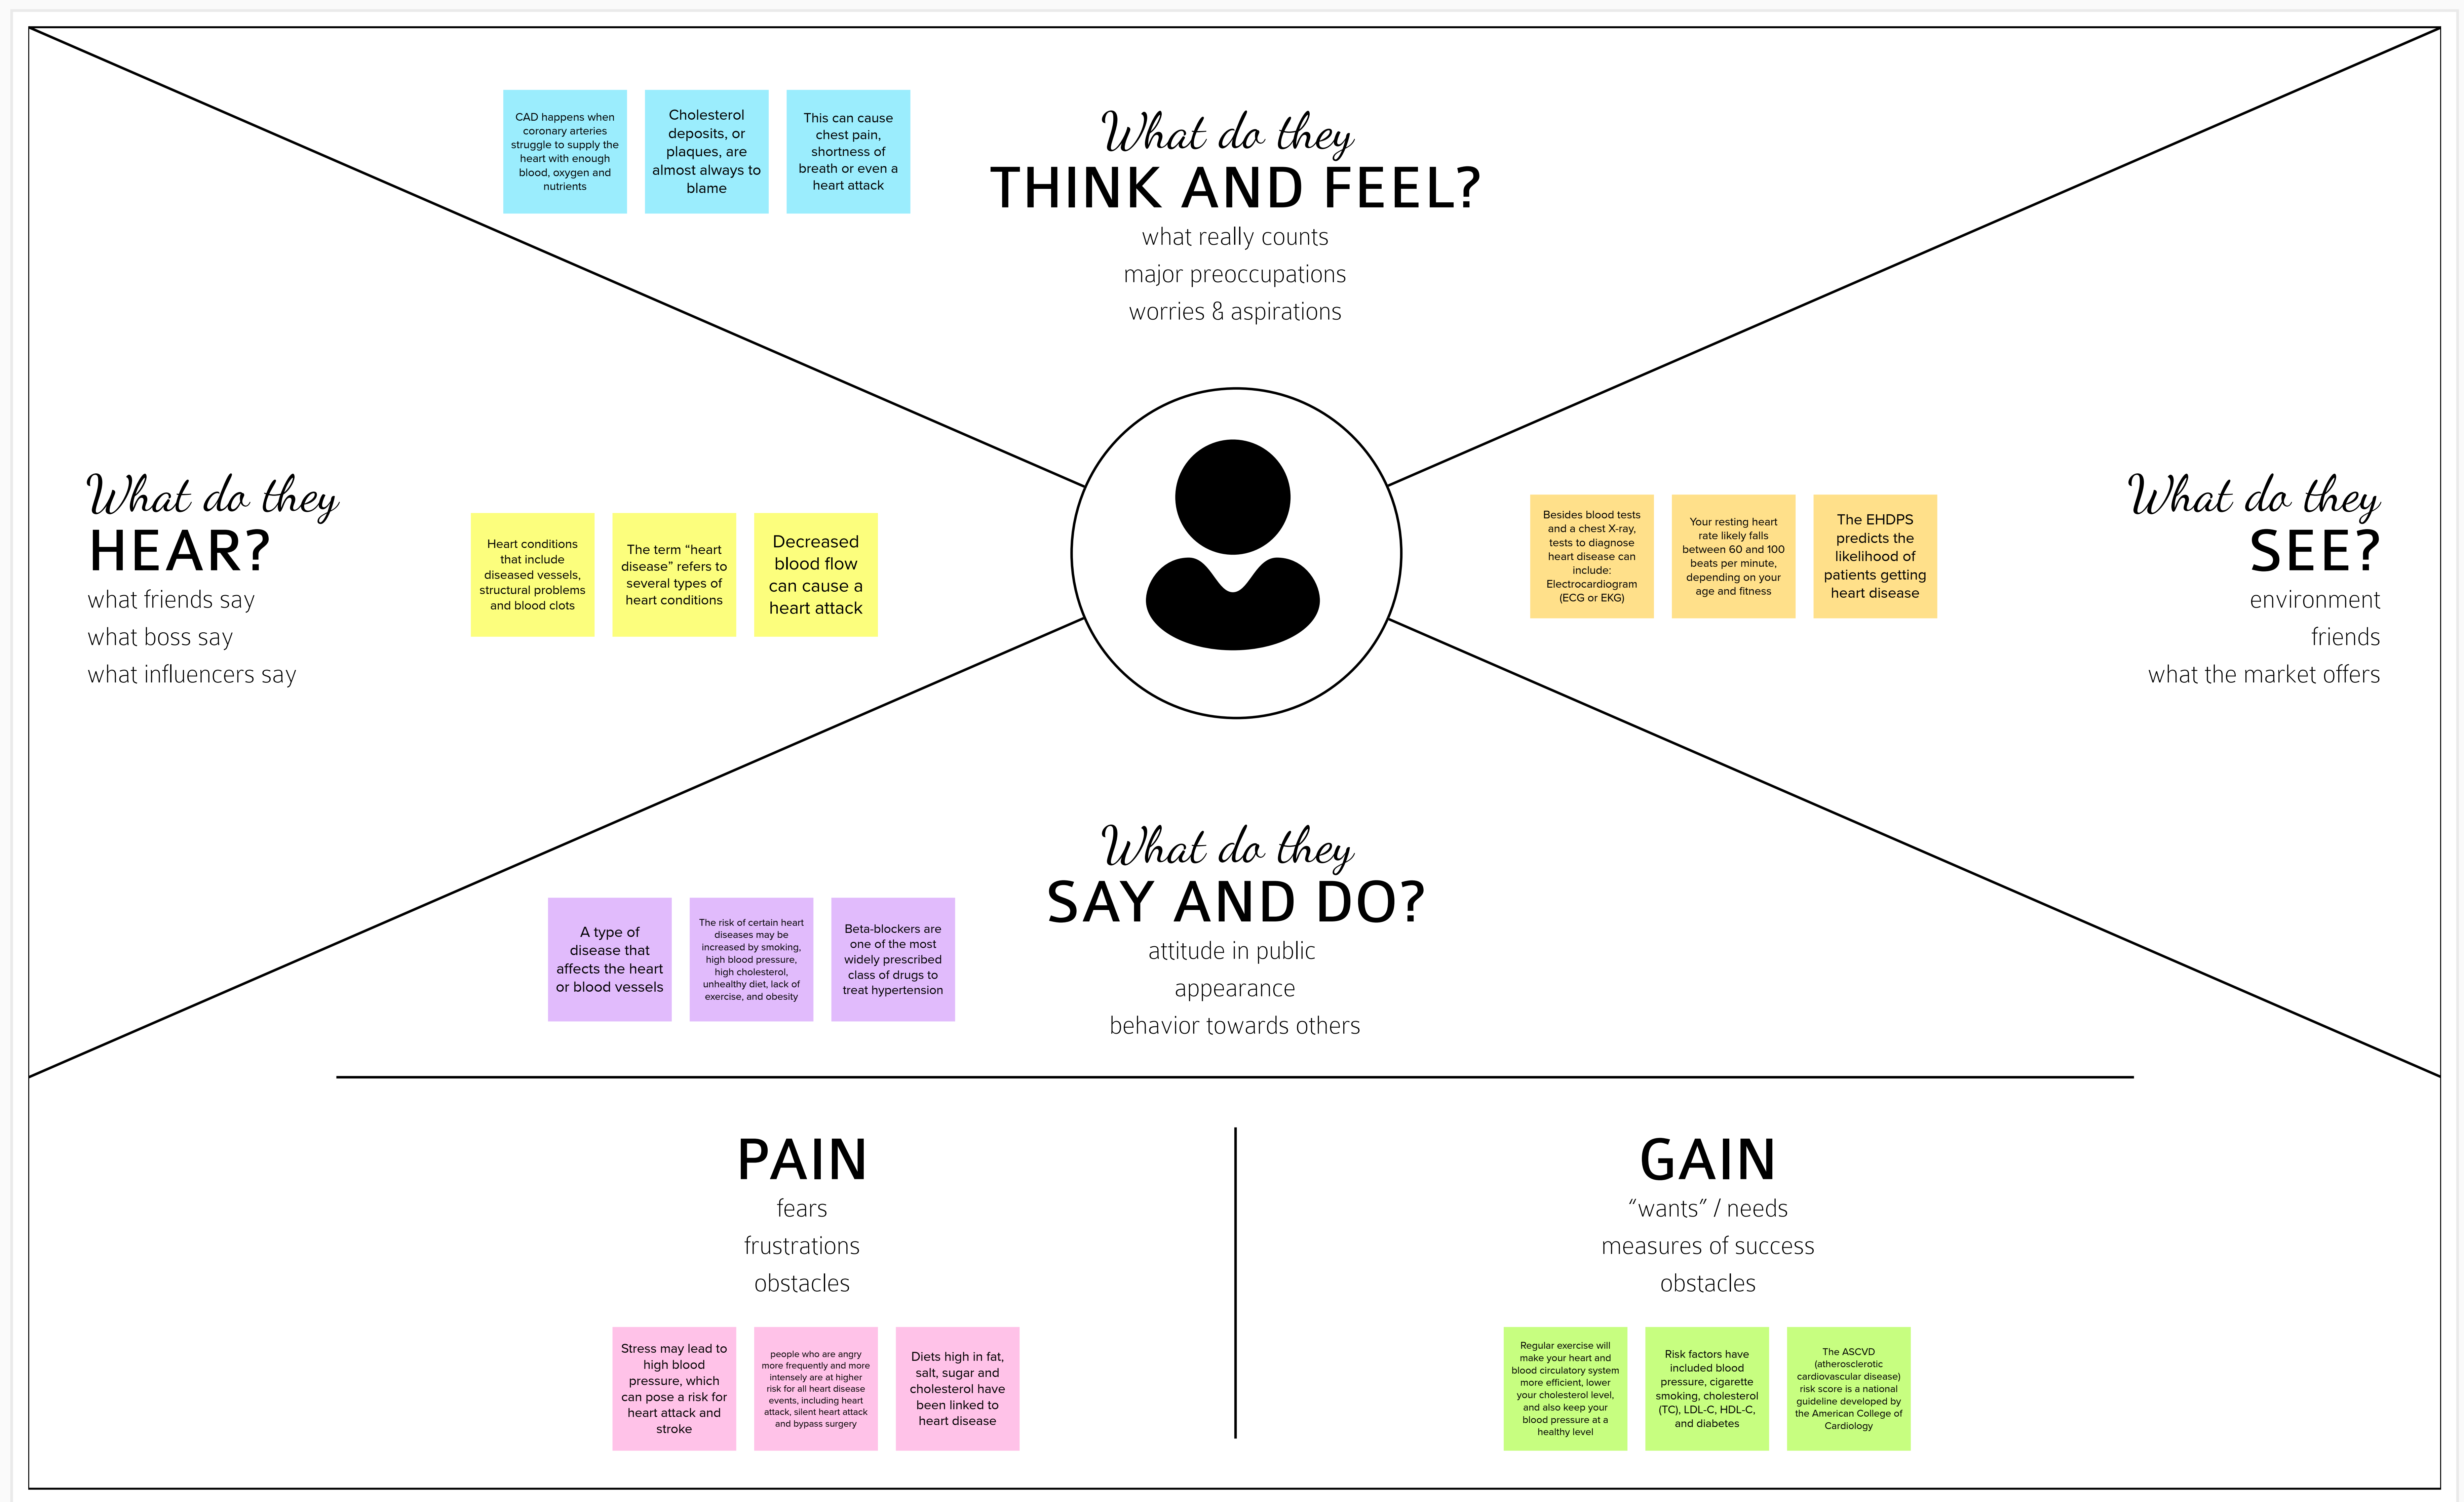 What do they
THINK AND FEEL?
what really counts
major preoccupations
worries & aspirations
CAD happens when
coronary arteries
struggle to supply the
heart with enough
blood, oxygen and
nutrients
Cholesterol
deposits, or
plaques, are
almost always to
blame
This can cause
chest pain,
shortness of
breath or even a
heart attack
What do they
HEAR?
what friends say
what boss say
what influencers say
Heart conditions
that include
diseased vessels,
structural problems
and blood clots
The term “heart
disease” refers to
several types of
heart conditions
Decreased
blood flow
can cause a
heart attack
Besides blood tests
and a chest X-ray,
tests to diagnose
heart disease can
include:
Electrocardiogram
(ECG or EKG)
Your resting heart
rate likely falls
between 60 and 100
beats per minute,
depending on your
age and fitness
The EHDPS
predicts the
likelihood of
patients getting
heart disease
What do they
SEE?
environment
friends
what the market offers
What do they
SAY AND DO?
attitude in public
appearance
behavior towards others
A type of
disease that
affects the heart
or blood vessels
The risk of certain heart
diseases may be
increased by smoking,
high blood pressure,
high cholesterol,
unhealthy diet, lack of
exercise, and obesity
Beta-blockers are
one of the most
widely prescribed
class of drugs to
treat hypertension
PAIN
fears
frustrations
obstacles
Stress may lead to
high blood
pressure, which
can pose a risk for
heart attack and
stroke
people who are angry
more frequently and more
intensely are at higher
risk for all heart disease
events, including heart
attack, silent heart attack
and bypass surgery
Diets high in fat,
salt, sugar and
cholesterol have
been linked to
heart disease
GAIN
“wants” / needs
measures of success
obstacles
Regular exercise will
make your heart and
blood circulatory system
more efficient, lower
your cholesterol level,
and also keep your
blood pressure at a
healthy level
Risk factors have
included blood
pressure, cigarette
smoking, cholesterol
(TC), LDL-C, HDL-C,
and diabetes
The ASCVD
(atherosclerotic
cardiovascular disease)
risk score is a national
guideline developed by
the American College of
Cardiology